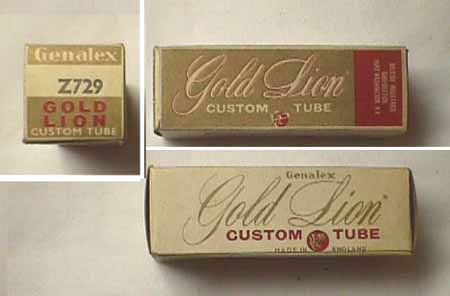 Genalex
Z729
GOLD
LION
CUSTOM TUBE
Gold Lion
CUSTOM TUBE
Genalex
Gold Lion
CUSTOM TUBE
MADE IN ENGLAND